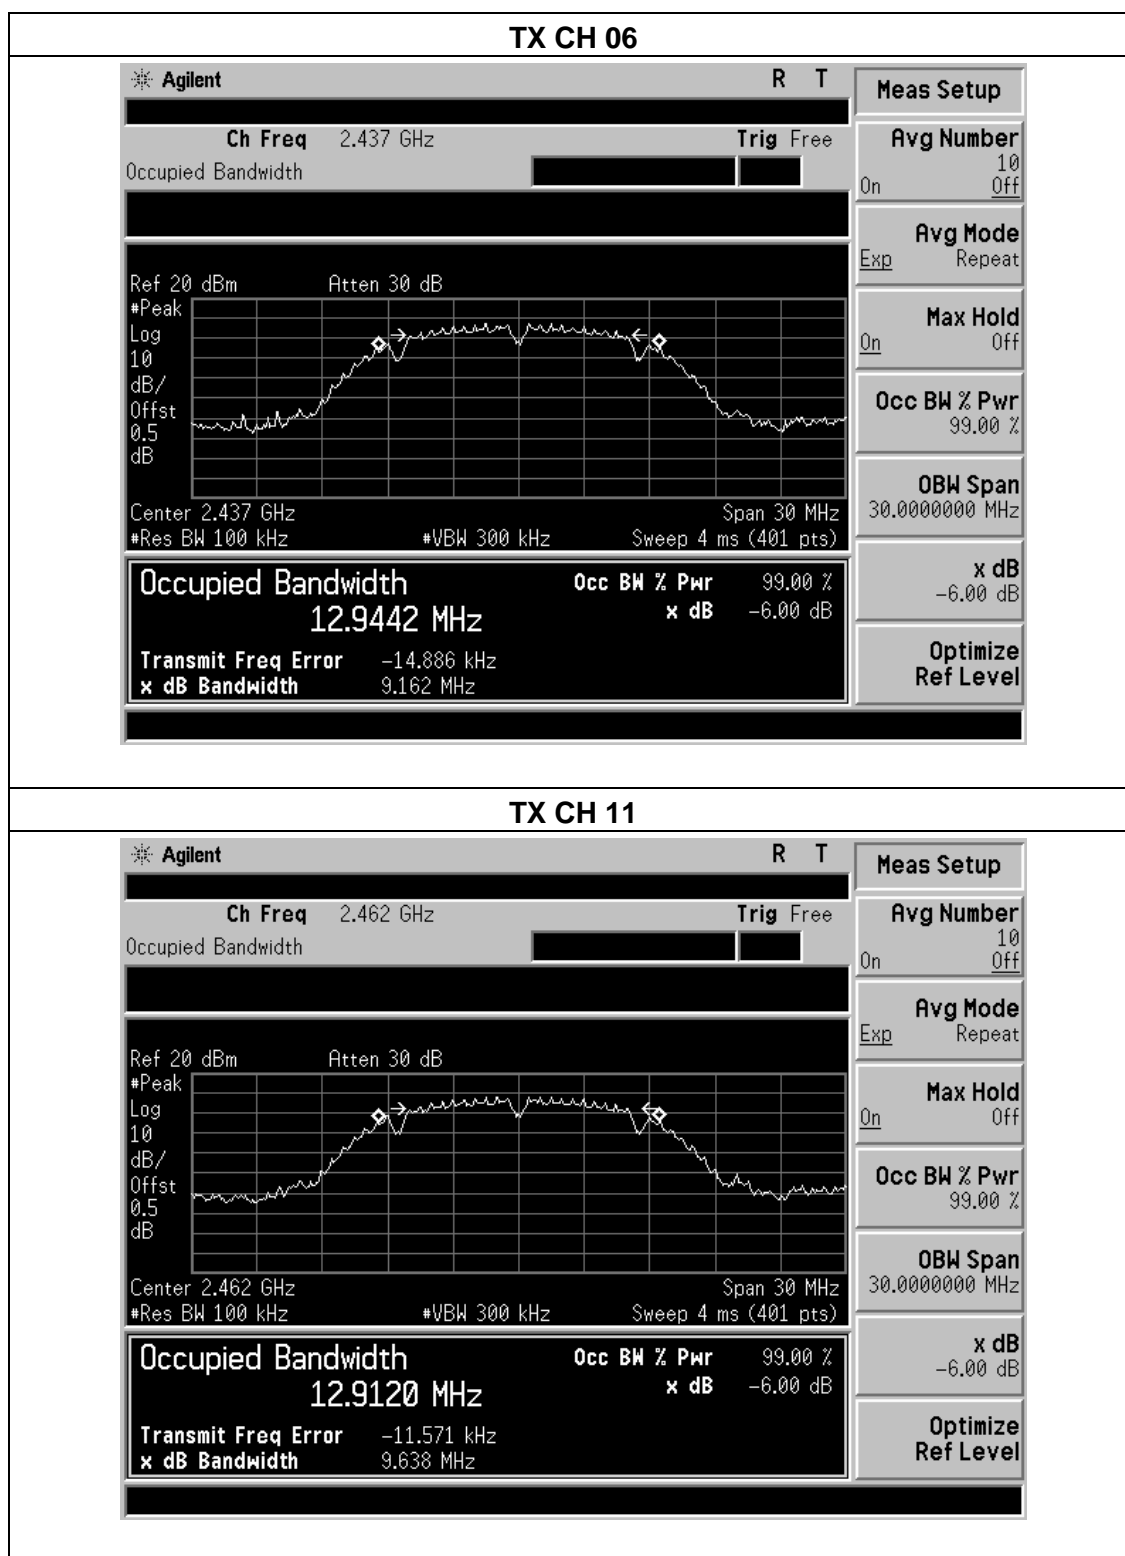 TX CH 06
Agilent R T
Meas Setup
Ch Freq 2.437 GHz Trig Free
Occupied Bandwidth
Avg Number
10
On Off
Avg Mode
Exp Repeat
Max Hold
On Off
Occ BW % Pwr
99.00 %
OBW Span
30.0000000 MHz
x dB
-6.00 dB
Optimize
Ref Level
Ref 20 dBm Atten 30 dB
#Peak
Log
10
dB/
Offst
0.5
dB
Center 2.437 GHz Span 30 MHz
#Res BW 100 kHz #VBW 300 kHz Sweep 4 ms (401 pts)
Occupied Bandwidth Occ BW % Pwr 99.00 %
12.9442 MHz x dB -6.00 dB
Transmit Freq Error -14.886 kHz
x dB Bandwidth 9.162 MHz
TX CH 11
Agilent R T
Meas Setup
Ch Freq 2.462 GHz Trig Free
Occupied Bandwidth
Avg Number
10
On Off
Avg Mode
Exp Repeat
Max Hold
On Off
Occ BW % Pwr
99.00 %
OBW Span
30.0000000 MHz
x dB
-6.00 dB
Optimize
Ref Level
Ref 20 dBm Atten 30 dB
#Peak
Log
10
dB/
Offst
0.5
dB
Center 2.462 GHz Span 30 MHz
#Res BW 100 kHz #VBW 300 kHz Sweep 4 ms (401 pts)
Occupied Bandwidth Occ BW % Pwr 99.00 %
12.9120 MHz x dB -6.00 dB
Transmit Freq Error -11.571 kHz
x dB Bandwidth 9.638 MHz